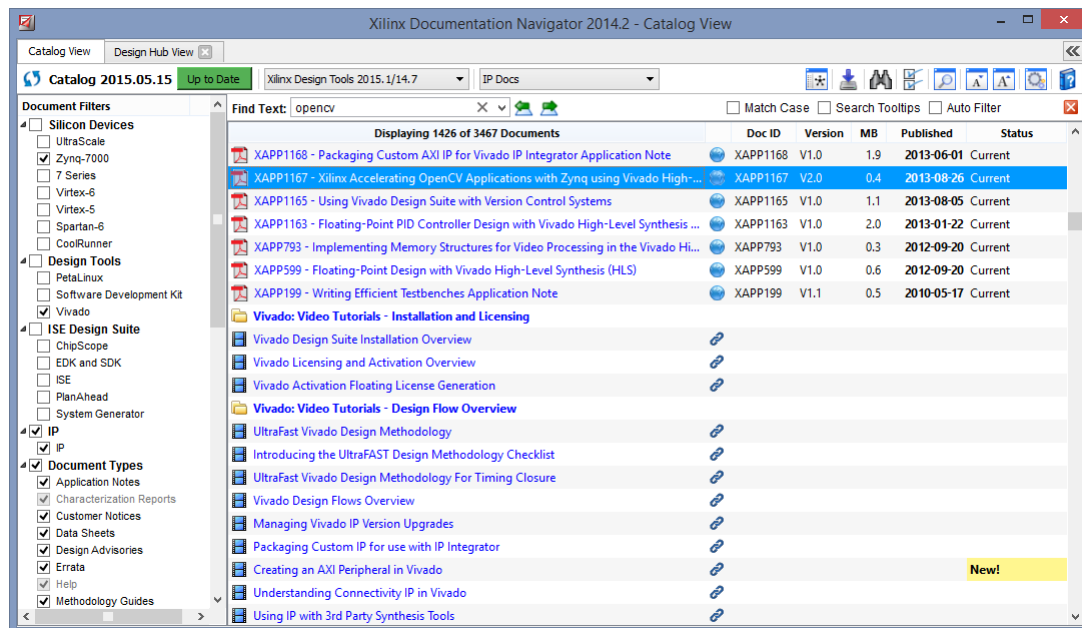 Xilinx Documentation Navigator 2014.2 - Catalog View
Catalog View Design Hub View
Catalog 2015.05.15 Up to Date Xilinx Design Tools 2015.1/14.7 IP Docs
Document Filters
Silicon Devices
UltraScale
Zynq-7000
7 Series
Virtex-6
Virtex-5
Spartan-6
CoolRunner
Design Tools
PetaLinux
Software Development Kit
Vivado
ISE Design Suite
ChipScope
EDK and SDK
ISE
PlanAhead
System Generator
IP
IP
Document Types
Application Notes
Characterization Reports
Customer Notices
Data Sheets
Design Advisories
Errata
Help
Methodology Guides
Find Text: opencv Match Case Search Tooltips Auto Filter
Displaying 1426 of 3467 Documents Doc ID Version MB Published Status
XAPP1168 - Packaging Custom AXI IP for Vivado IP Integrator Application Note XAPP1168 V1.0 1.9 2013-06-01 Current
XAPP1167 - Xilinx Accelerating OpenCV Applications with Zynq using Vivado High-... XAPP1167 V2.0 0.4 2013-08-26 Current
XAPP1165 - Using Vivado Design Suite with Version Control Systems XAPP1165 V1.0 1.1 2013-08-05 Current
XAPP1163 - Floating-Point PID Controller Design with Vivado High-Level Synthesis ... XAPP1163 V1.0 2.0 2013-01-22 Current
XAPP793 - Implementing Memory Structures for Video Processing in the Vivado Hi... XAPP793 V1.0 0.3 2012-09-20 Current
XAPP599 - Floating-Point Design with Vivado High-Level Synthesis (HLS) XAPP599 V1.0 0.6 2012-09-20 Current
XAPP199 - Writing Efficient Testbenches Application Note XAPP199 V1.1 0.5 2010-05-17 Current
Vivado: Video Tutorials - Installation and Licensing
Vivado Design Suite Installation Overview
Vivado Licensing and Activation Overview
Vivado Activation Floating License Generation
Vivado: Video Tutorials - Design Flow Overview
UltraFast Vivado Design Methodology
Introducing the UltraFAST Design Methodology Checklist
UltraFast Vivado Design Methodology For Timing Closure
Vivado Design Flows Overview
Managing Vivado IP Version Upgrades
Packaging Custom IP for use with IP Integrator
Creating an AXI Peripheral in Vivado New!
Understanding Connectivity IP in Vivado
Using IP with 3rd Party Synthesis Tools